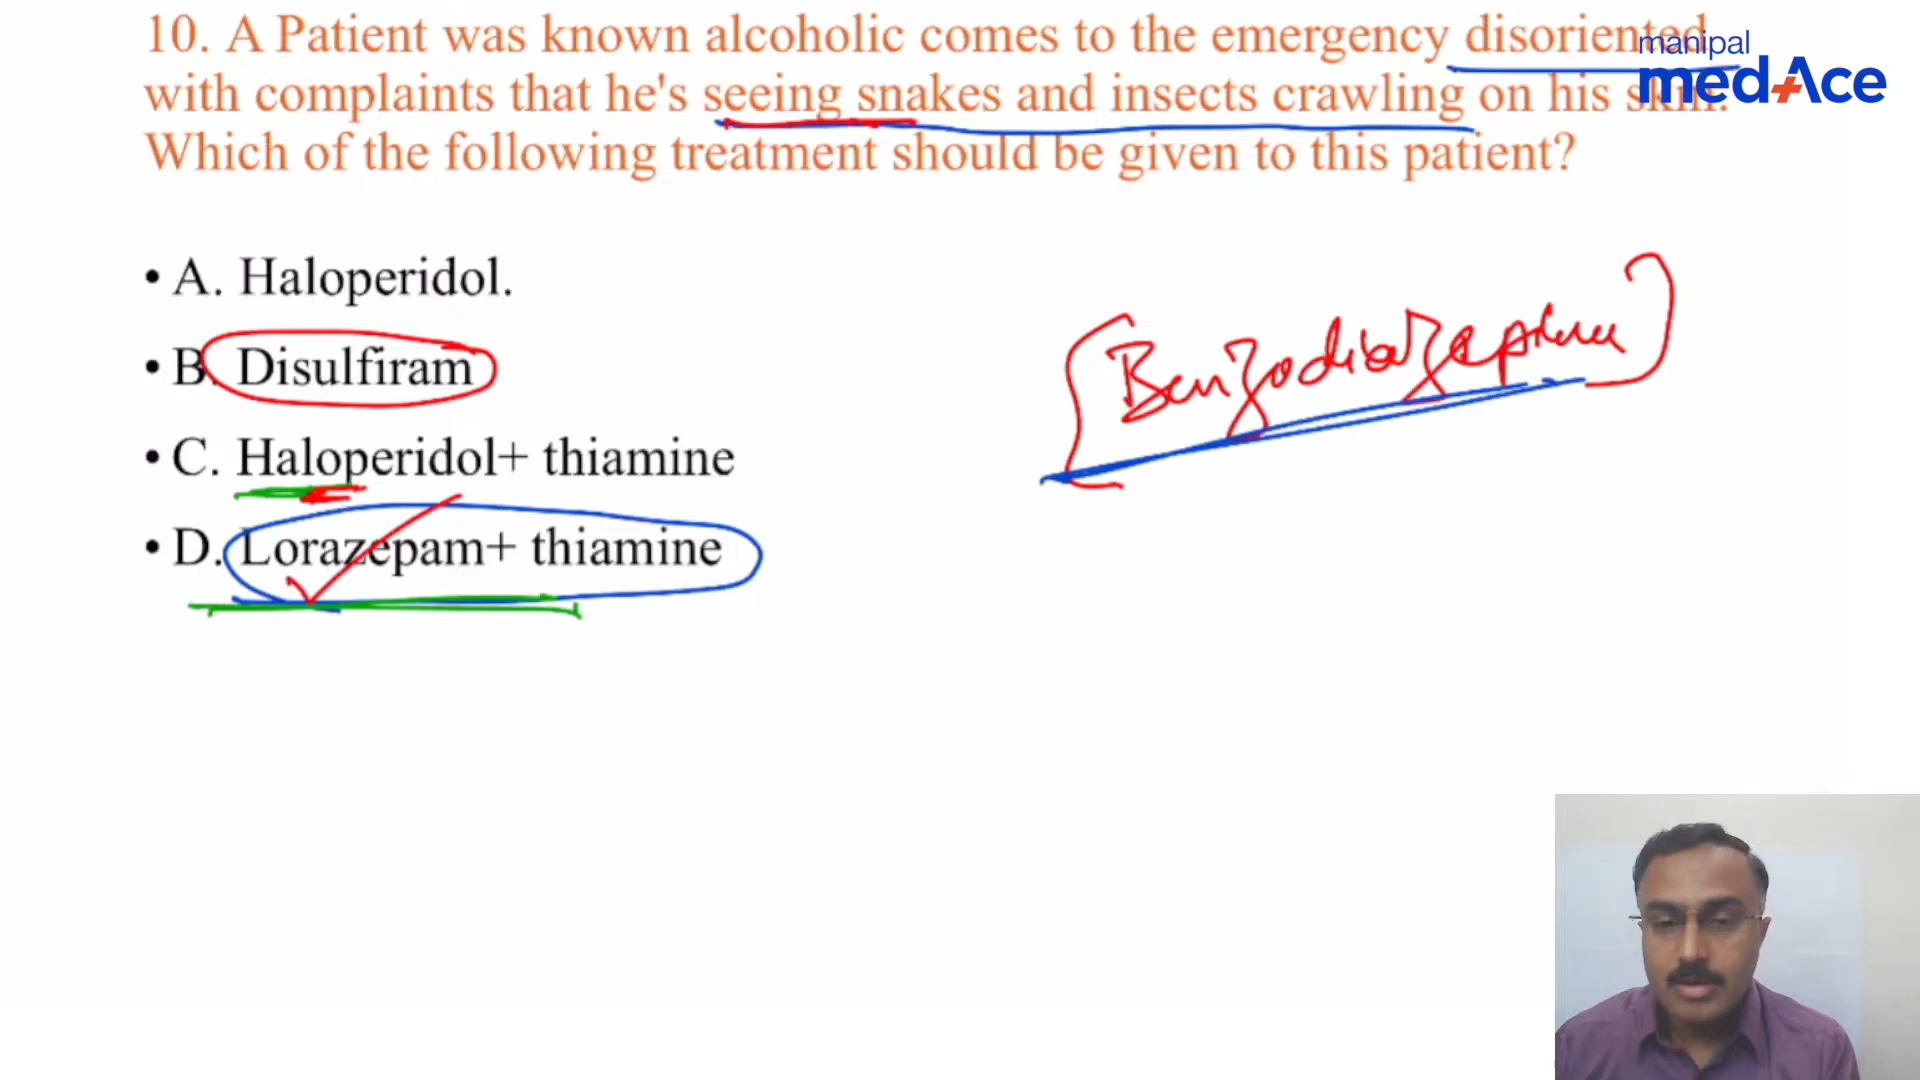 10. A Patient was known alcoholic comes to the emergency disoriented
manipal
medAce
with complaints that he's seeing snakes and insects crawling on his skin.
Which of the following treatment should be given to this patient?
• A. Haloperidol.
• B. Disulfiram
• C. Haloperidol+ thiamine
• D. Lorazepam+ thiamine
Benzodiazepine